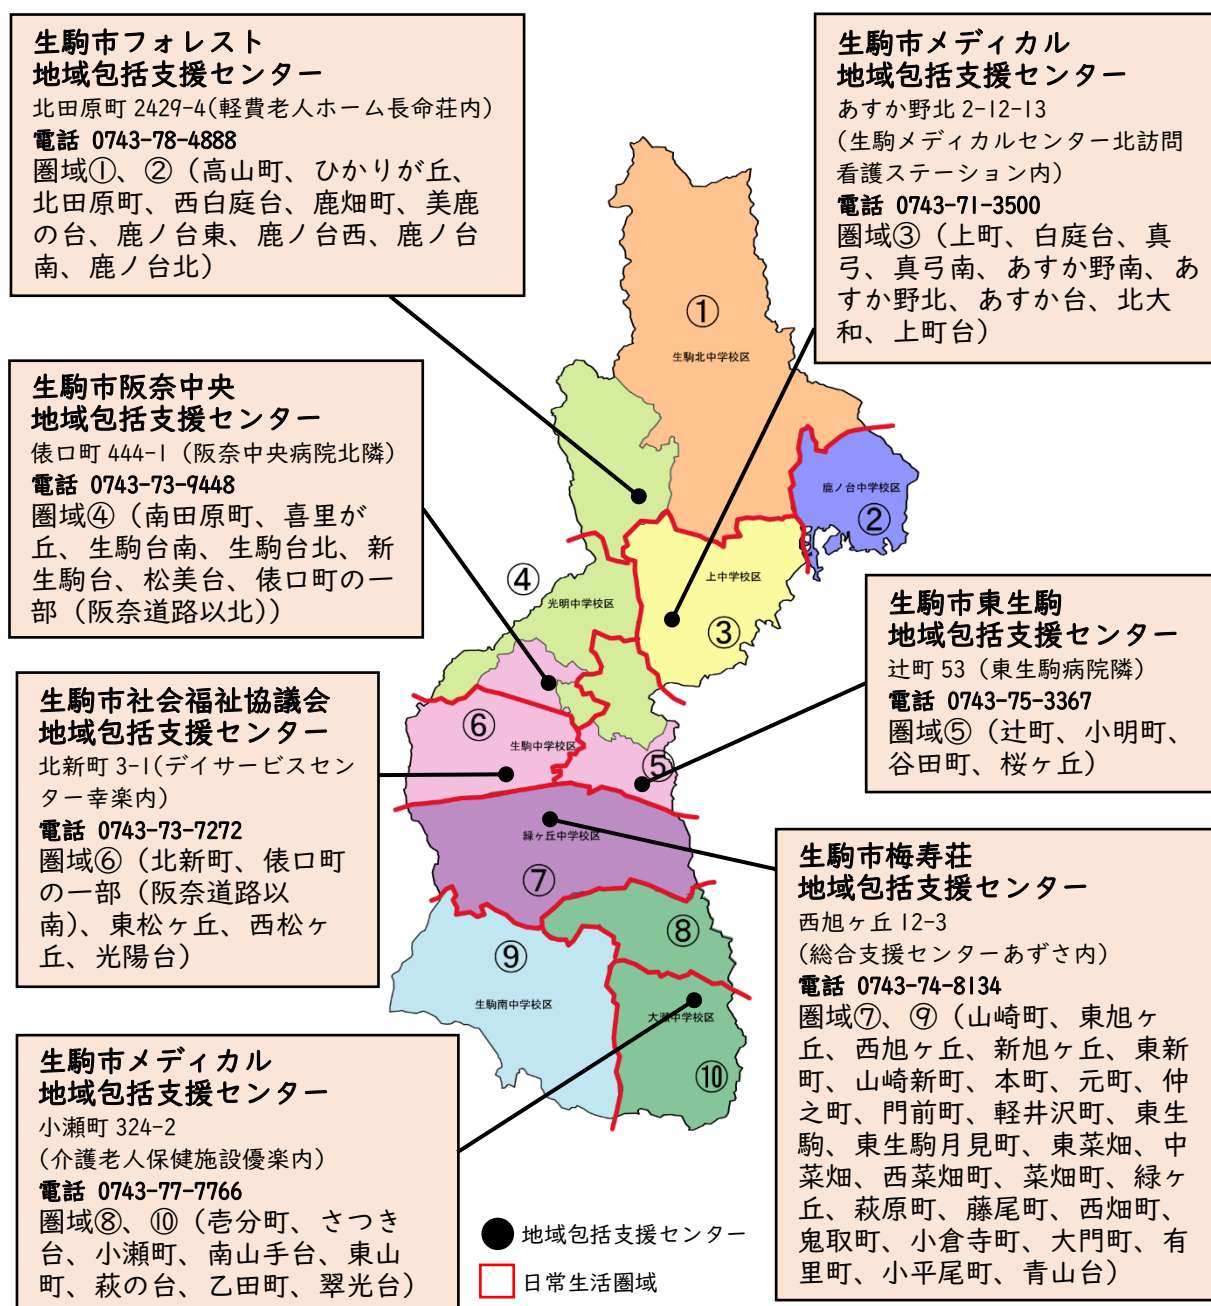 生駒市フォレスト
地域包括支援センター
北田原町 2429-4(軽費老人ホーム長命荘内)
電話 0743-78-4888
圏域①、②（高山町、ひかりが丘、
北田原町、西白庭台、鹿畑町、美鹿
の台、鹿ノ台東、鹿ノ台西、鹿ノ台
南、鹿ノ台北）
生駒市メディカル
地域包括支援センター
あすか野北 2-12-13
(生駒メディカルセンター北訪問
看護ステーション内)
電話 0743-71-3500
圏域③（上町、白庭台、真
弓、真弓南、あすか野南、あ
すか野北、あすか台、北大
和、上町台）
生駒市阪奈中央
地域包括支援センター
俵口町 444-1（阪奈中央病院北隣）
電話 0743-73-9448
圏域④（南田原町、喜里が
丘、生駒台南、生駒台北、新
生駒台、松美台、俵口町の一
部（阪奈道路以北））
生駒市東生駒
地域包括支援センター
辻町 53（東生駒病院隣）
電話 0743-75-3367
圏域⑤（辻町、小明町、
谷田町、桜ヶ丘）
生駒市社会福祉協議会
地域包括支援センター
北新町 3-1(デイサービスセン
ター幸楽内)
電話 0743-73-7272
圏域⑥（北新町、俵口町
の一部（阪奈道路以
南）、東松ヶ丘、西松ヶ
丘、光陽台）
生駒市梅寿荘
地域包括支援センター
西旭ヶ丘 12-3
(総合支援センターあずさ内)
電話 0743-74-8134
圏域⑦、⑨（山崎町、東旭ヶ
丘、西旭ヶ丘、新旭ヶ丘、東新
町、山崎新町、本町、元町、仲
之町、門前町、軽井沢町、東生
駒、東生駒月見町、東菜畑、中
菜畑、西菜畑町、菜畑町、緑ヶ
丘、萩原町、藤尾町、西畑町、
鬼取町、小倉寺町、大門町、有
里町、小平尾町、青山台）
生駒市メディカル
地域包括支援センター
小瀬町 324-2
(介護老人保健施設優楽内)
電話 0743-77-7766
圏域⑧、⑩（壱分町、さつき
台、小瀬町、南山手台、東山
町、萩の台、乙田町、翠光台）
①
生駒北中学校区
鹿ノ台中学校区
②
上中学校区
③
④
光明中学校区
⑤
⑥
生駒中学校区
緑ヶ丘中学校区
⑦
⑧
⑨
生駒南中学校区
大瀬中学校区
⑩
地域包括支援センター
日常生活圏域